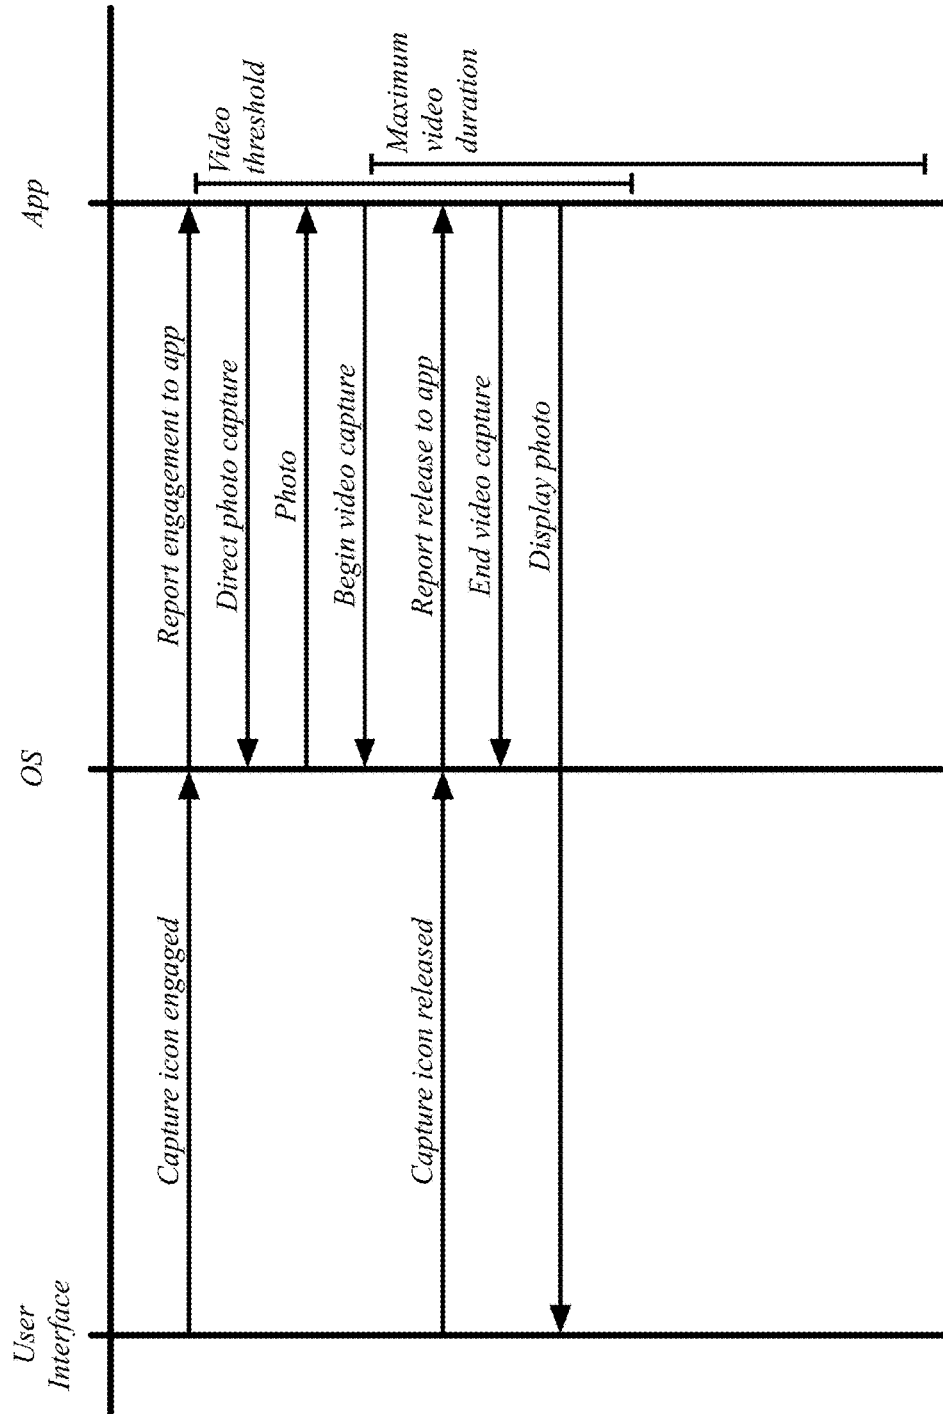 User
Interface
OS
App
Capture icon engaged
Report engagement to app
Direct photo capture
Photo
Begin video capture
Capture icon released
Report release to app
End video capture
Display photo
Video
threshold
Maximum
video
duration